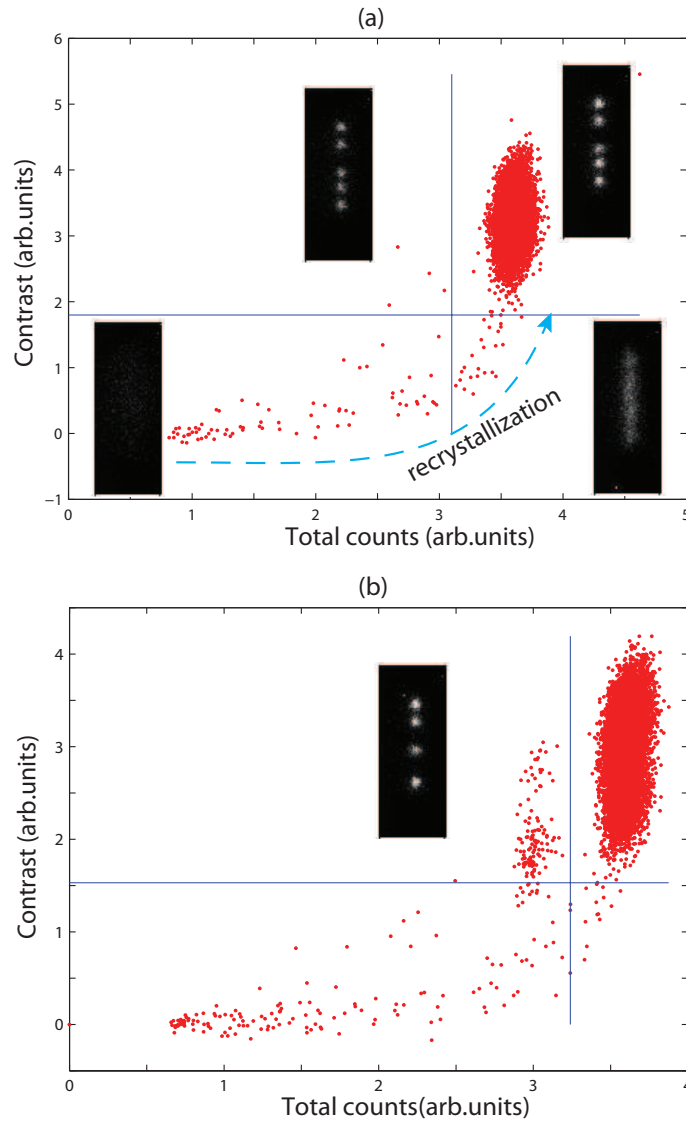 (a)
6
5
4
3
2
1
0
−1
Contrast (arb.units)
recrystallization
0 1 2 3 4 5
Total counts (arb.units)
(b)
4
3
2
1
0
Contrast (arb.units)
0 1 2 3 4
Total counts(arb.units)